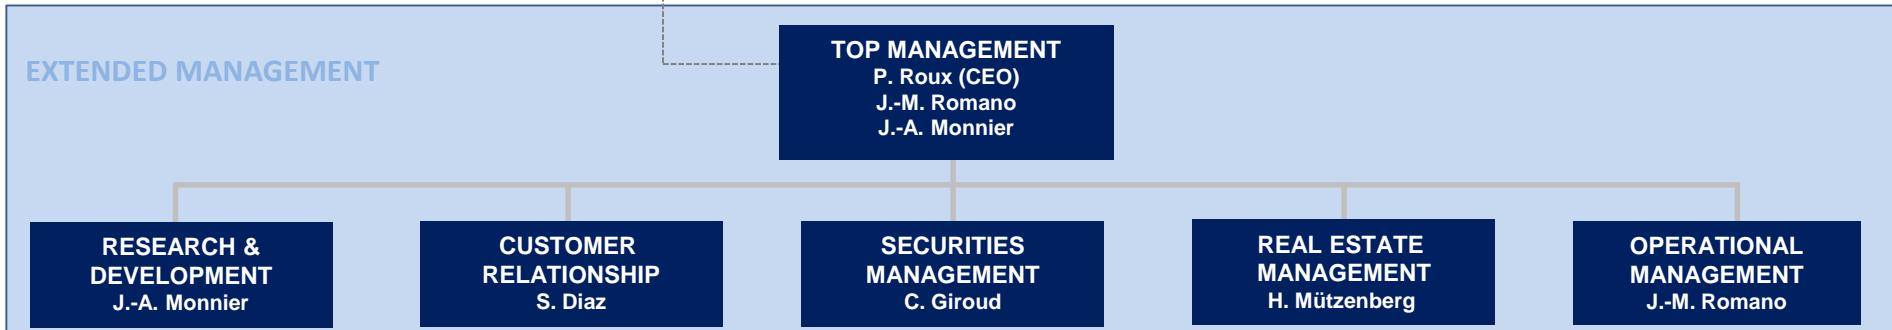 EXTENDED MANAGEMENT
TOP MANAGEMENT
P. Roux (CEO)
J.-M. Romano
J.-A. Monnier
RESEARCH &
DEVELOPMENT
J.-A. Monnier
CUSTOMER
RELATIONSHIP
S. Diaz
SECURITIES
MANAGEMENT
C. Giroud
REAL ESTATE
MANAGEMENT
H. Mützenberg
OPERATIONAL
MANAGEMENT
J.-M. Romano